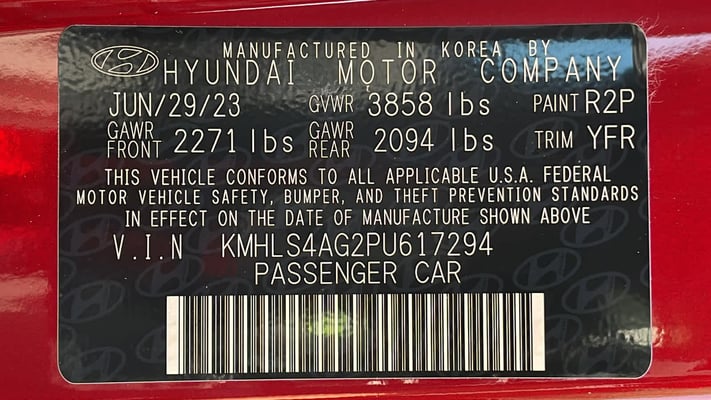 MANUFACTURED IN KOREA BY
HYUNDAI MOTOR COMPANY
JUN/29/23 GVWR 3858 lbs PAINT R2P
GAWR FRONT 2271 lbs GAWR REAR 2094 lbs TRIM YFR
THIS VEHICLE CONFORMS TO ALL APPLICABLE U.S.A. FEDERAL
MOTOR VEHICLE SAFETY, BUMPER, AND THEFT PREVENTION STANDARDS
IN EFFECT ON THE DATE OF MANUFACTURE SHOWN ABOVE
V.I.N KMHLS4AG2PU617294
PASSENGER CAR